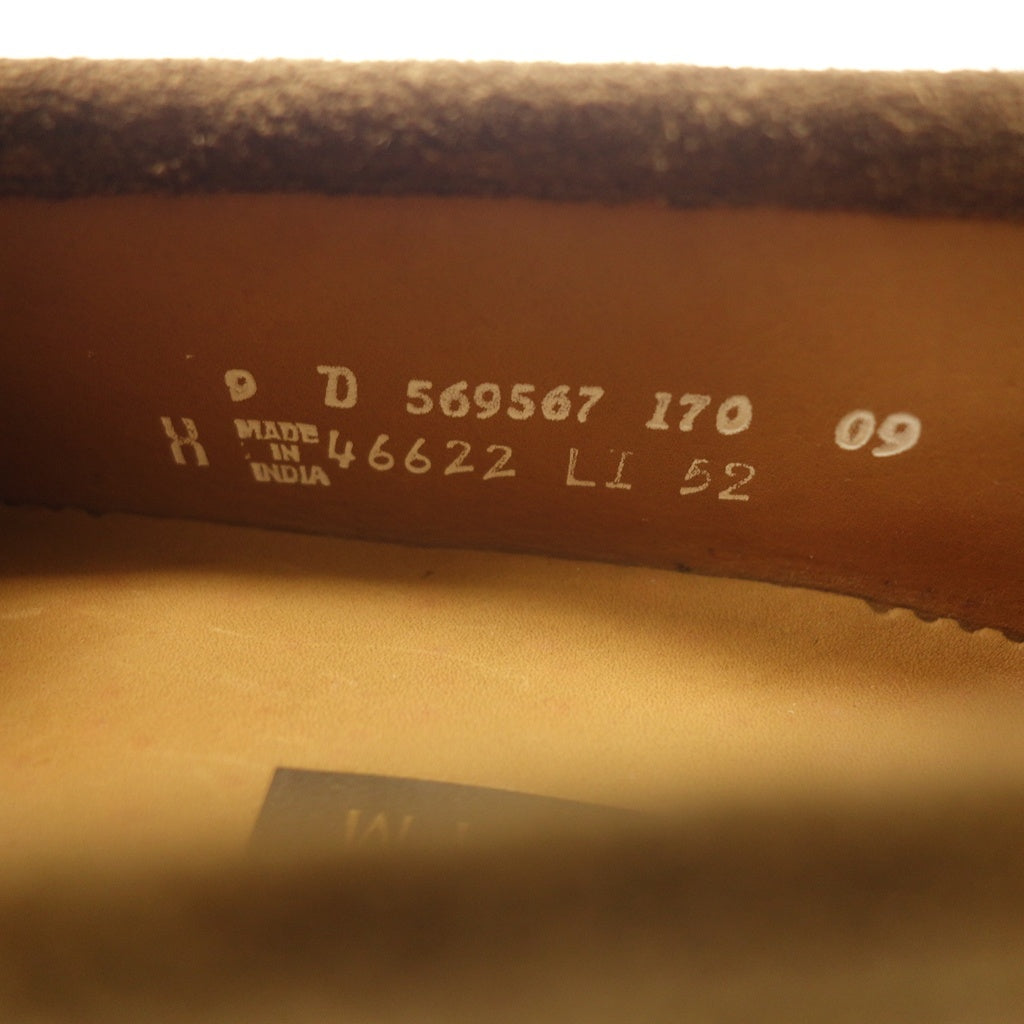 9 D 569567 170 09
H MADE IN INDIA 46622 LI 52